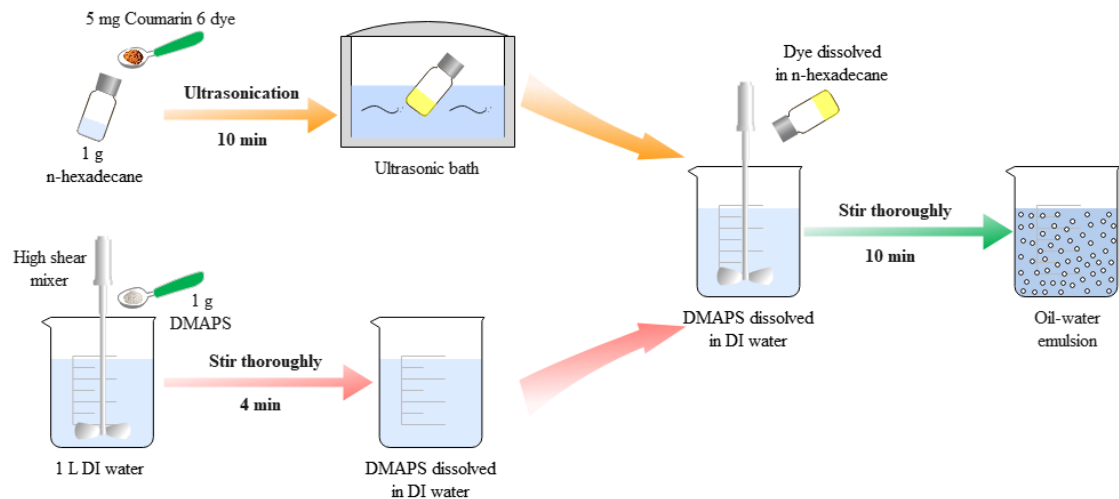 5 mg Coumarin 6 dye
Ultrasonication
10 min
1 g
n-hexadecane
Ultrasonic bath
Dye dissolved
in n-hexadecane
Stir thoroughly
10 min
DMAPS dissolved
in DI water
Oil-water
emulsion
High shear
mixer
1 g
DMAPS
Stir thoroughly
4 min
1 L DI water
DMAPS dissolved
in DI water